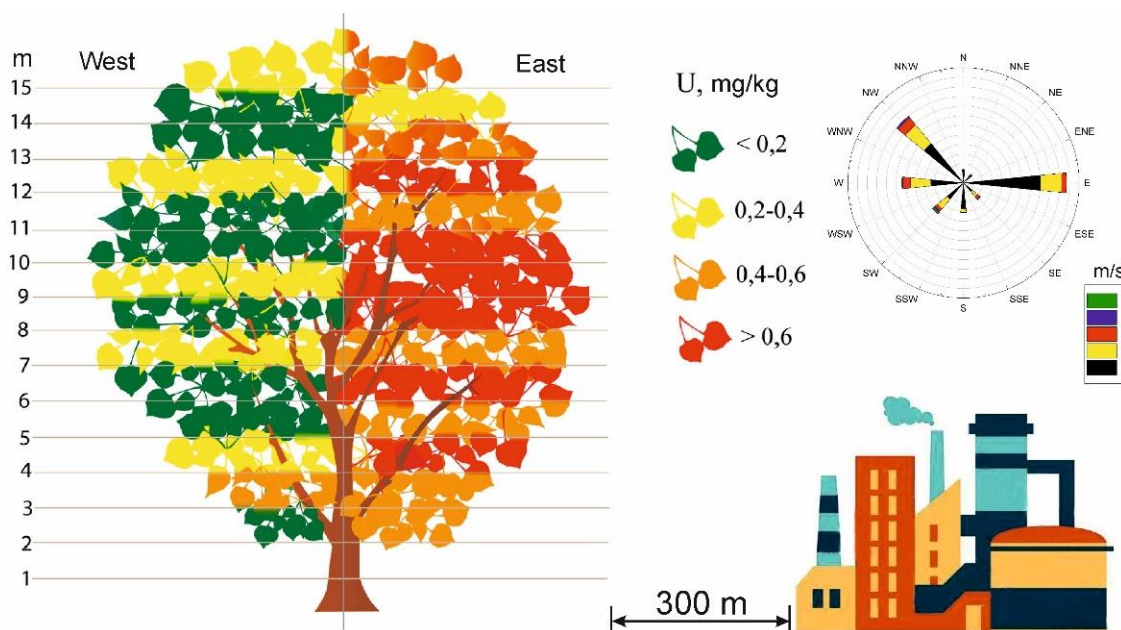 m
West
East
15
14
13
12
11
10
9
8
7
6
5
4
3
2
1
U, mg/kg
< 0,2
0,2-0,4
0,4-0,6
> 0,6
N
NNE
NE
ENE
E
ESE
SE
SSE
S
SSW
SW
WSW
W
WNW
NW
NNW
m/s
300 m